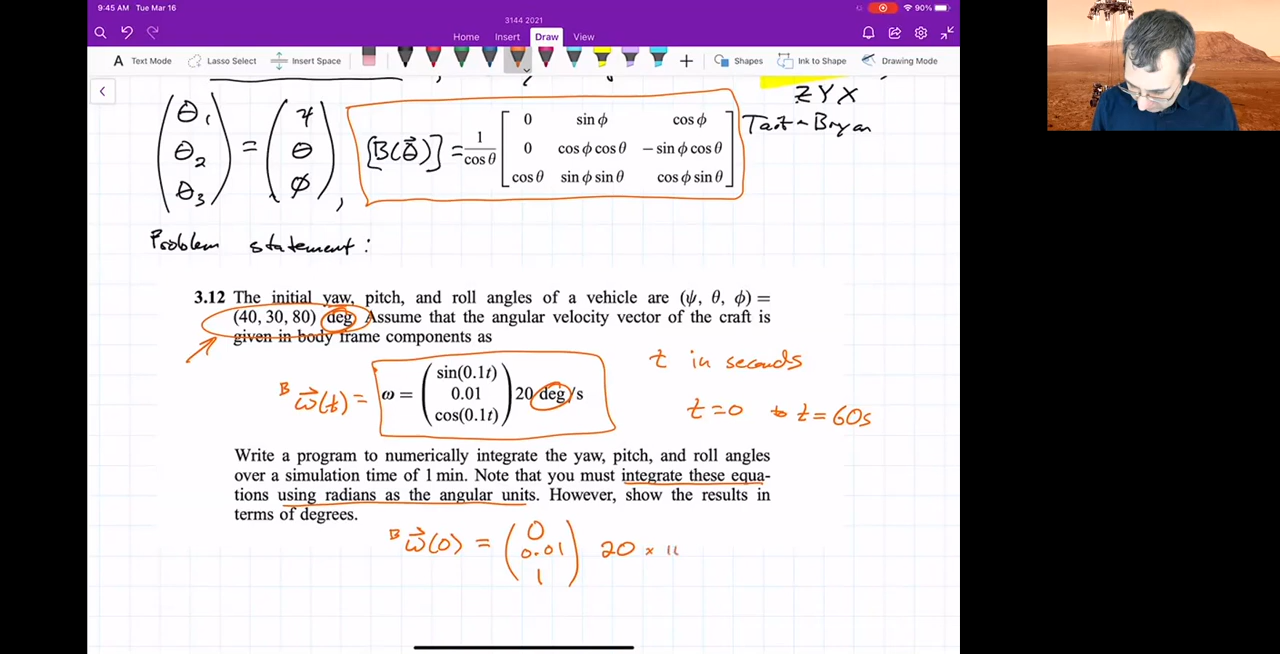 9:45 AM Tue Mar 16
90%
3144 2021
Home Insert Draw View
Text Mode Lasso Select Insert Space Shapes Ink to Shape Drawing Mode
ZYX
Tait-Bryan
(θ₁ θ₂ θ₃) = (ψ θ φ), [B(θ⃗)] = 1/cos θ
0 sin ϕ cos ϕ
0 cos ϕ cos θ − sin ϕ cos θ
cos θ sin ϕ sin θ cos ϕ sin θ
Problem statement:
3.12 The initial yaw, pitch, and roll angles of a vehicle are (ψ, θ, ϕ) =
(40, 30, 80) deg Assume that the angular velocity vector of the craft is
given in body frame components as
t in seconds
ᴮω⃗(t) = ω = (sin(0.1t) 0.01 cos(0.1t)) 20 deg/s
t=0 to t=60s
Write a program to numerically integrate the yaw, pitch, and roll angles
over a simulation time of 1 min. Note that you must integrate these equa-
tions using radians as the angular units. However, show the results in
terms of degrees.
ᴮω⃗(0) = (0 0.01 1) 20 ×